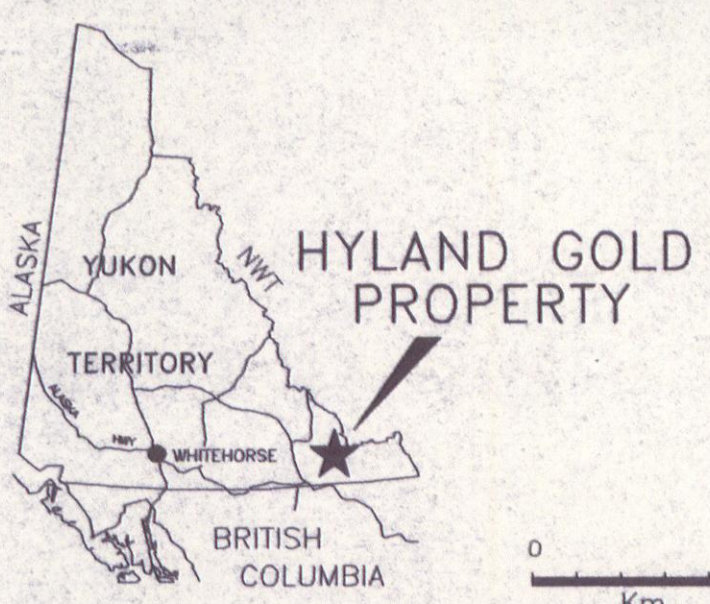 HYLAND GOLD
PROPERTY
ALASKA
YUKON
NWT
TERRITORY
ALASKA
HWY
WHITEHORSE
BRITISH
COLUMBIA
0
Km